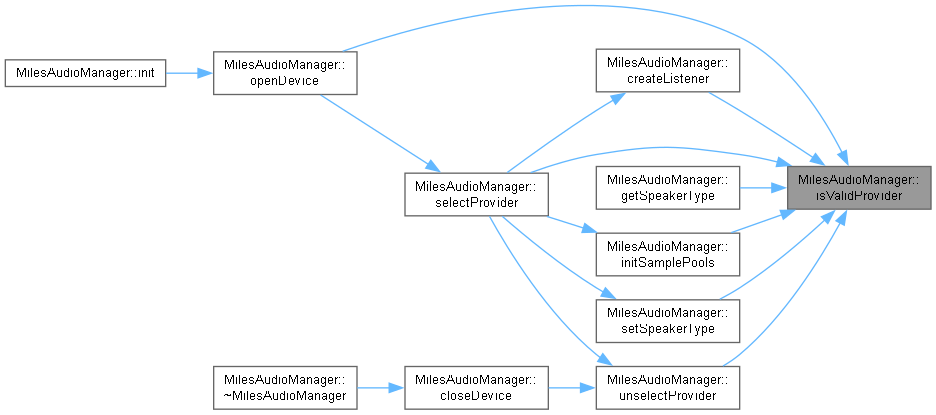 MilesAudioManager::init
MilesAudioManager::
openDevice
MilesAudioManager::
createListener
MilesAudioManager::
selectProvider
MilesAudioManager::
getSpeakerType
MilesAudioManager::
isValidProvider
MilesAudioManager::
initSamplePools
MilesAudioManager::
setSpeakerType
MilesAudioManager::
~MilesAudioManager
MilesAudioManager::
closeDevice
MilesAudioManager::
unselectProvider